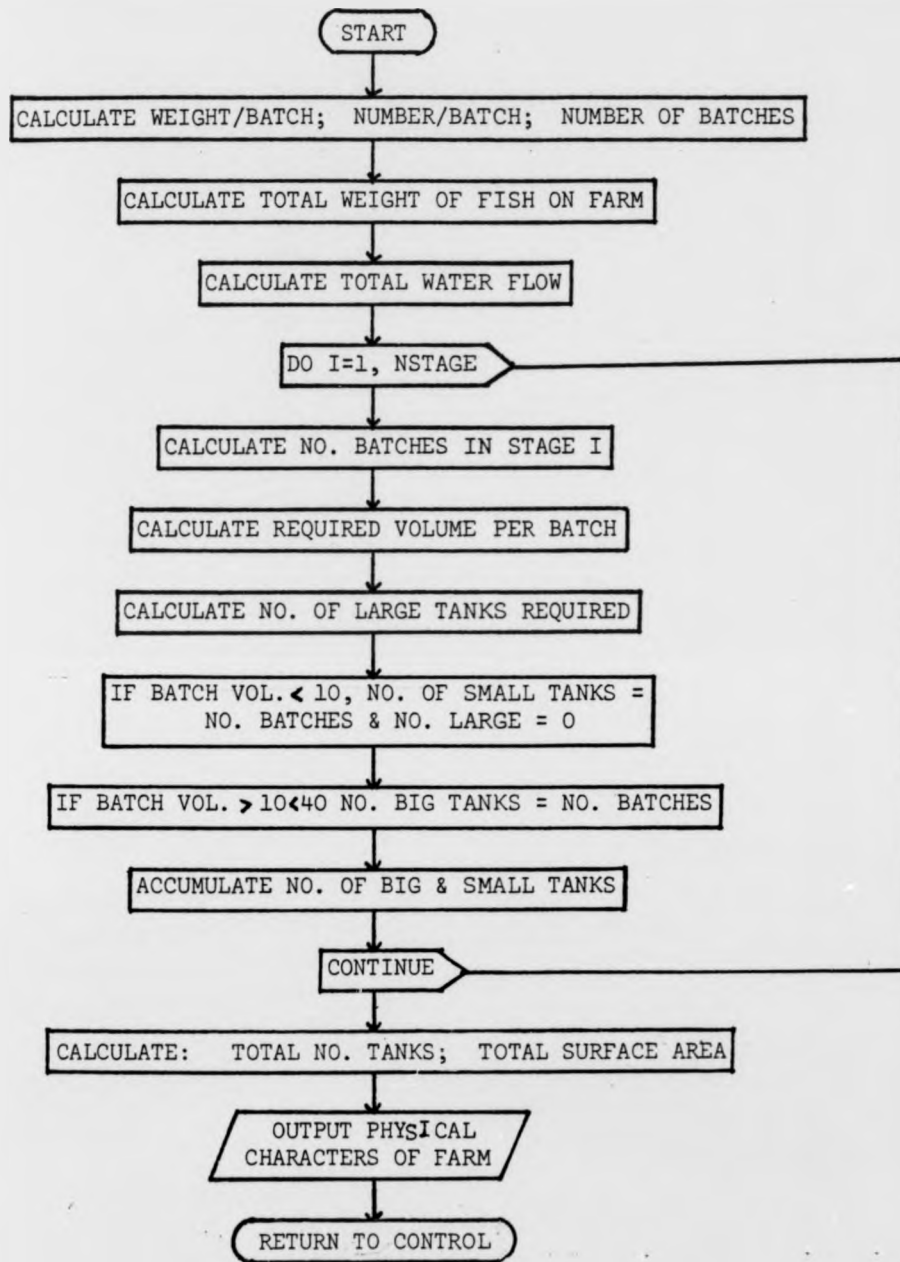 START
CALCULATE WEIGHT/BATCH; NUMBER/BATCH; NUMBER OF BATCHES
CALCULATE TOTAL WEIGHT OF FISH ON FARM
CALCULATE TOTAL WATER FLOW
DO I=1, NSTAGE
CALCULATE NO. BATCHES IN STAGE I
CALCULATE REQUIRED VOLUME PER BATCH
CALCULATE NO. OF LARGE TANKS REQUIRED
IF BATCH VOL.< 10, NO. OF SMALL TANKS =
NO. BATCHES & NO. LARGE = 0
IF BATCH VOL. >10<40 NO. BIG TANKS = NO. BATCHES
ACCUMULATE NO. OF BIG & SMALL TANKS
CONTINUE
CALCULATE: TOTAL NO. TANKS; TOTAL SURFACE AREA
OUTPUT PHYSICAL
CHARACTERS OF FARM
RETURN TO CONTROL